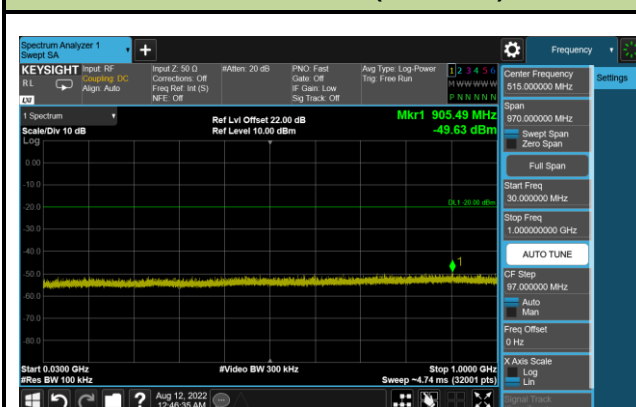 Spectrum Analyzer 1
Swept SA
+
Frequency
KEYSIGHT
RL
LXI
Input: RF
Coupling: DC
Align: Auto
Input Z: 50 Ω
Corrections: Off
Freq Ref: Int (S)
NFE: Off
#Atten: 20 dB
PNO: Fast
Gate: Off
IF Gain: Low
Sig Track: Off
Avg Type: Log-Power
Trig: Free Run
1 2 3 4 5 6
M W W W W W
P N N N N N
1 Spectrum
Scale/Div 10 dB
Log
Ref Lvl Offset 22.00 dB
Ref Level 10.00 dBm
Mkr1 905.49 MHz
-49.63 dBm
0.00
-10.0
-20.0
-30.0
-40.0
-50.0
-60.0
-70.0
-80.0
DL1 -20.00 dBm
1
Start 0.0300 GHz
#Res BW 100 kHz
#Video BW 300 kHz
Stop 1.0000 GHz
Sweep ~4.74 ms (32001 pts)
Center Frequency
515.000000 MHz
Span
970.000000 MHz
Swept Span
Zero Span
Full Span
Start Freq
30.000000 MHz
Stop Freq
1.000000000 GHz
AUTO TUNE
CF Step
97.000000 MHz
Auto
Man
Freq Offset
0 Hz
X Axis Scale
Log
Lin
Signal Track
Settings
?
Aug 12, 2022
12:46:35 AM